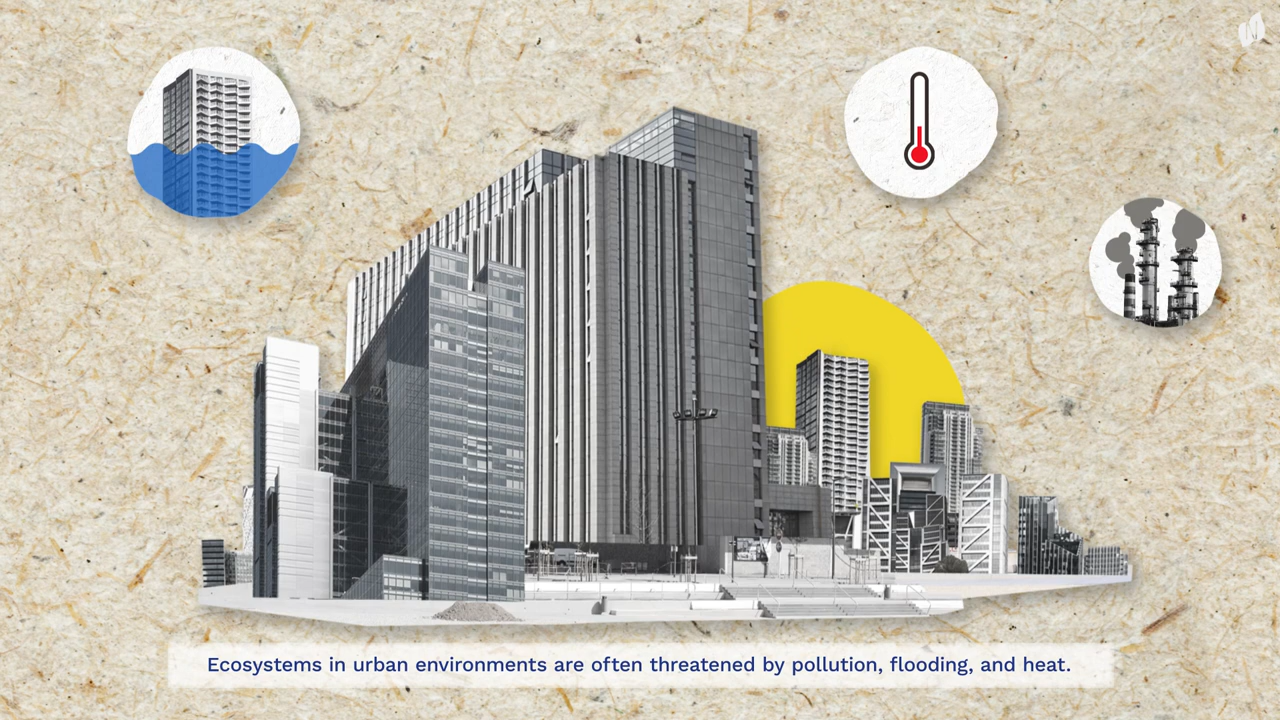 Ecosystems in urban environments are often threatened by pollution, flooding, and heat.